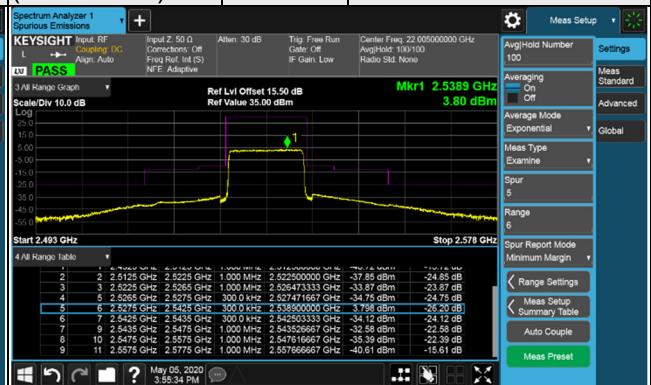 Spectrum Analyzer 1
Spurious Emissions
Meas Setup
KEYSIGHT
L
PASS
Input: RF
Coupling: DC
Align: Auto
Input Z: 50 Ω
Corrections: Off
Freq Ref: Int (S)
NFE: Adaptive
Atten: 30 dB
Trig: Free Run
Gate: Off
IF Gain: Low
Center Freq: 22.005000000 GHz
Avg|Hold: 100/100
Radio Std: None
3 All Range Graph
Scale/Div 10.0 dB
Ref Lvl Offset 15.50 dB
Ref Value 35.00 dBm
Mkr1 2.5389 GHz
3.80 dBm
Log
25.0
15.0
5.00
-5.00
-15.0
-25.0
-35.0
-45.0
-55.0
1
Start 2.493 GHz
Stop 2.578 GHz
4 All Range Table
2 2 2.5125 GHz 2.5225 GHz 1.000 MHz 2.522500000 GHz -37.85 dBm -24.85 dB
3 3 2.5225 GHz 2.5265 GHz 1.000 MHz 2.526473333 GHz -33.87 dBm -23.87 dB
4 5 2.5265 GHz 2.5275 GHz 300.0 kHz 2.527471667 GHz -34.75 dBm -24.75 dB
5 6 2.5275 GHz 2.5425 GHz 300.0 kHz 2.538900000 GHz 3.798 dBm -26.20 dB
6 7 2.5425 GHz 2.5435 GHz 300.0 kHz 2.542503333 GHz -34.12 dBm -24.12 dB
7 9 2.5435 GHz 2.5475 GHz 1.000 MHz 2.543526667 GHz -32.58 dBm -22.58 dB
8 10 2.5475 GHz 2.5575 GHz 1.000 MHz 2.547616667 GHz -35.39 dBm -22.39 dB
9 11 2.5575 GHz 2.5775 GHz 1.000 MHz 2.557666667 GHz -40.61 dBm -15.61 dB
Avg|Hold Number
100
Averaging
On
Off
Average Mode
Exponential
Meas Type
Examine
Spur
5
Range
6
Spur Report Mode
Minimum Margin
Range Settings
Meas Setup
Summary Table
Auto Couple
Meas Preset
Settings
Meas
Standard
Advanced
Global
May 05, 2020
3:55:34 PM